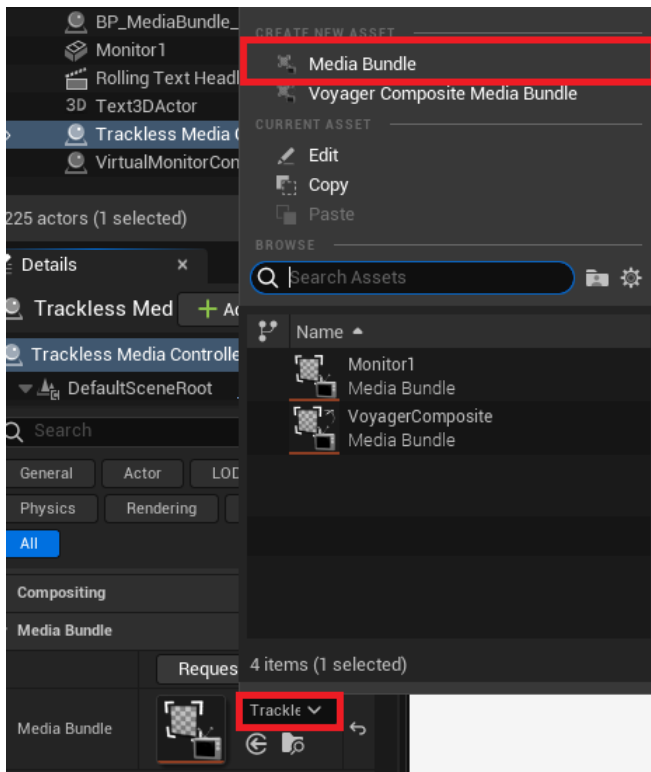 BP_MediaBundle_
Monitor1
Rolling Text Headl
3D Text3DActor
Trackless Media C
VirtualMonitorCon
225 actors (1 selected)
Details ×
Trackless Med + Ad
Trackless Media Controlle
DefaultSceneRoot
Search
General Actor LOD
Physics Rendering
All
Compositing
Media Bundle
Reques
Media Bundle
Trackle
CREATE NEW ASSET
Media Bundle
Voyager Composite Media Bundle
CURRENT ASSET
Edit
Copy
Paste
BROWSE
Search Assets
Name
Monitor1
Media Bundle
VoyagerComposite
Media Bundle
4 items (1 selected)